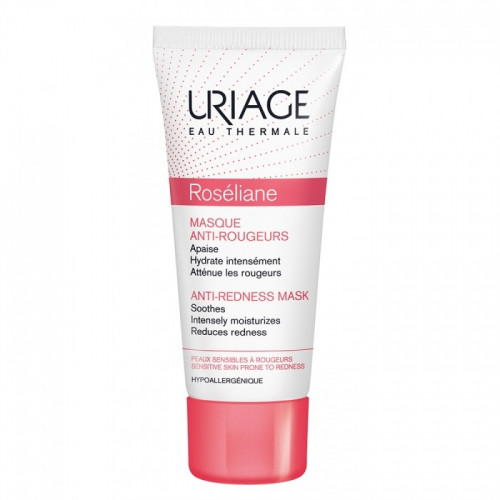 URIAGE
EAU THERMALE
Roséliane
MASQUE
ANTI-ROUGEURS
Apaise
Hydrate intensément
Atténue les rougeurs
ANTI-REDNESS MASK
Soothes
Intensely moisturizes
Reduces redness
PEAUX SENSIBLES À ROUGEURS
SENSITIVE SKIN PRONE TO REDNESS
HYPOALLERGÉNIQUE